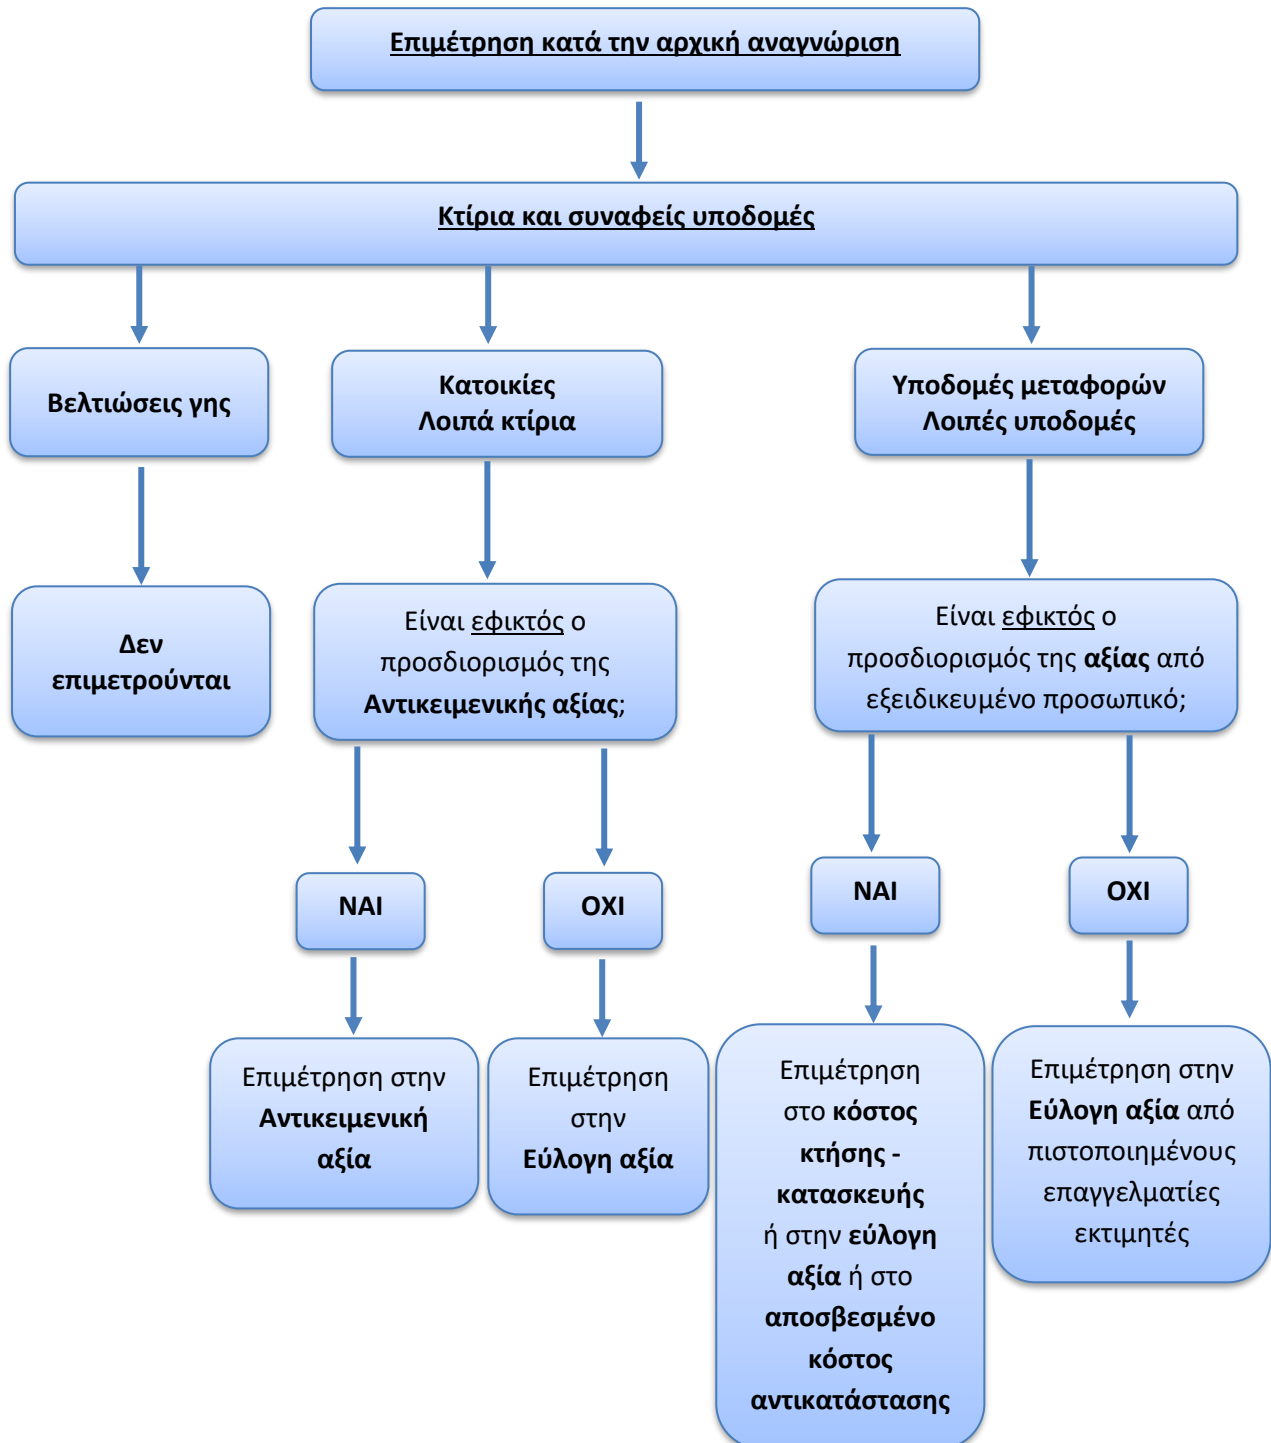 Επιμέτρηση κατά την αρχική αναγνώριση
Κτίρια και συναφείς υποδομές
Βελτιώσεις γης
Κατοικίες
Λοιπά κτίρια
Υποδομές μεταφορών
Λοιπές υποδομές
Δεν
επιμετρούνται
Είναι εφικτός ο
προσδιορισμός της
Αντικειμενικής αξίας;
Είναι εφικτός ο
προσδιορισμός της αξίας από
εξειδικευμένο προσωπικό;
ΝΑΙ
ΟΧΙ
ΝΑΙ
ΟΧΙ
Επιμέτρηση στην
Αντικειμενική
αξία
Επιμέτρηση
στην
Εύλογη αξία
Επιμέτρηση
στο κόστος
κτήσης -
κατασκευής
ή στην εύλογη
αξία ή στο
αποσβεσμένο
κόστος
αντικατάστασης
Επιμέτρηση στην
Εύλογη αξία από
πιστοποιημένους
επαγγελματίες
εκτιμητές